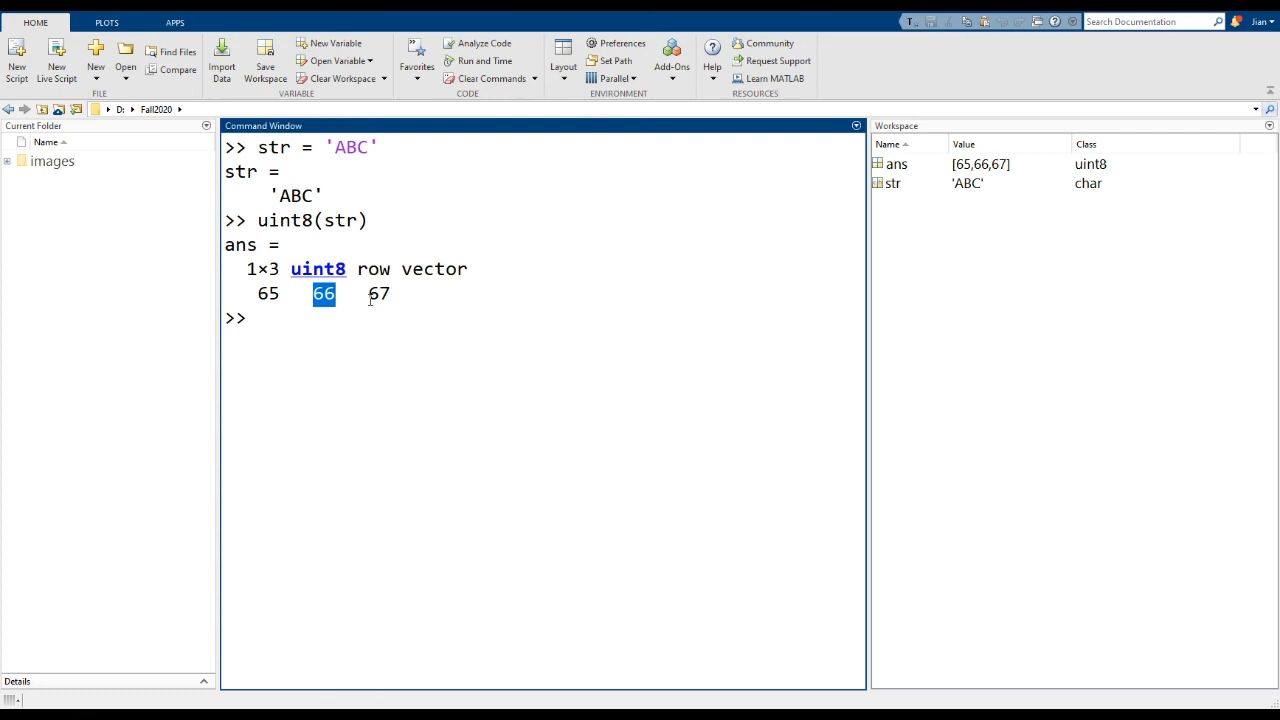 HOME PLOTS APPS
Search Documentation Jian
New Script
New Live Script
New
Open
Find Files
Compare
FILE
Import Data
Save Workspace
New Variable
Open Variable
Clear Workspace
VARIABLE
Favorites
Analyze Code
Run and Time
Clear Commands
CODE
Layout
Preferences
Set Path
Parallel
Add-Ons
ENVIRONMENT
Help
Community
Request Support
Learn MATLAB
RESOURCES
D: Fall2020
Current Folder
Name
images
Details
Command Window
>> str = 'ABC'
str =
'ABC'
>> uint8(str)
ans =
1×3 uint8 row vector
65 66 67
>>
Workspace
Name Value Class
ans [65,66,67] uint8
str 'ABC' char